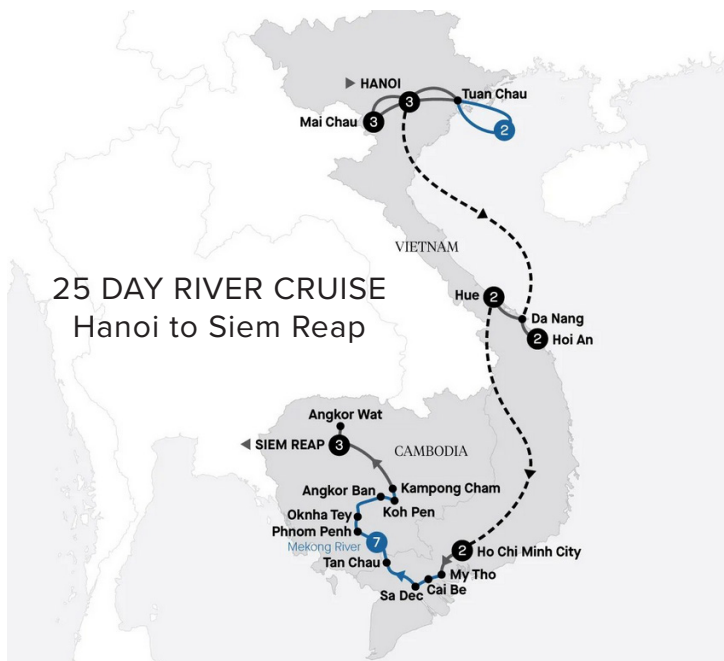 HANOI
Tuan Chau
3
Mai Chau
3
2
VIETNAM
25 DAY RIVER CRUISE
Hanoi to Siem Reap
Hue
2
Da Nang
2
Hoi An
Angkor Wat
SIEM REAP
3
CAMBODIA
Angkor Ban
Kampong Cham
Koh Pen
Oknha Tey
Phnom Penh
Mekong River
7
Tan Chau
2
Ho Chi Minh City
My Tho
Cai Be
Sa Dec